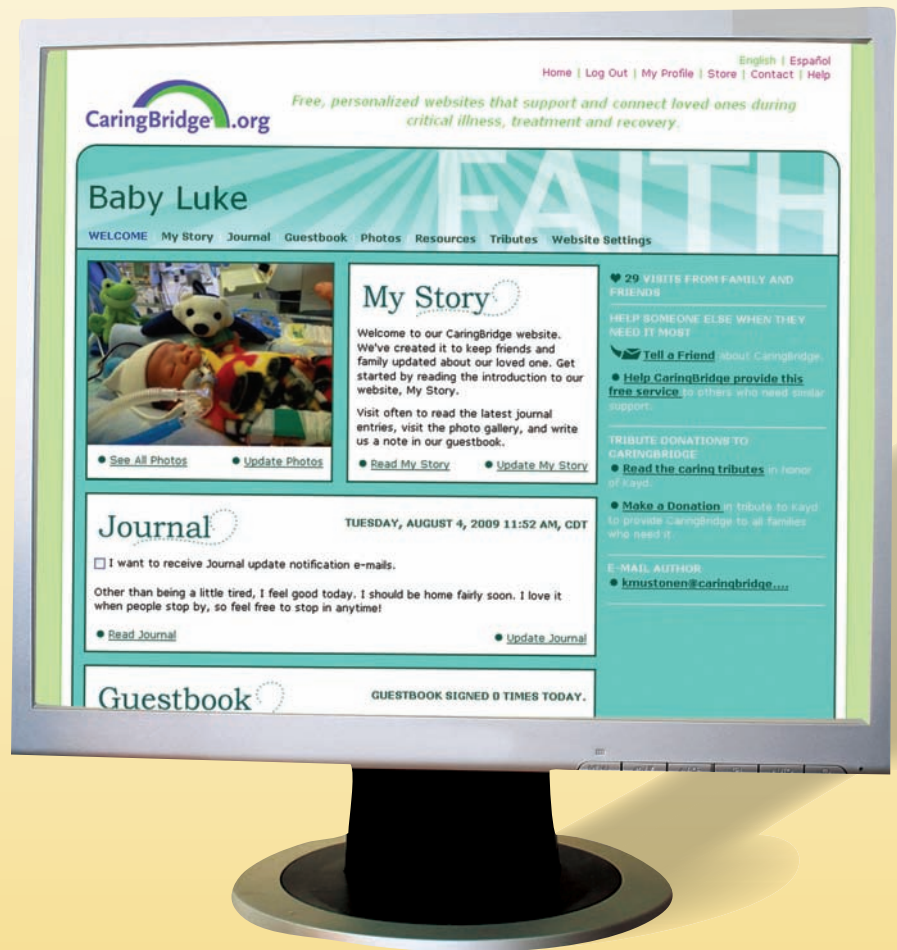 English | Español
Home | Log Out | My Profile | Store | Contact | Help
CaringBridge.org
Free, personalized websites that support and connect loved ones during
critical illness, treatment and recovery.
FAITH
Baby Luke
WELCOME My Story Journal Guestbook Photos Resources Tributes Website Settings
• See All Photos • Update Photos
My Story
Welcome to our CaringBridge website.
We've created it to keep friends and
family updated about our loved one. Get
started by reading the introduction to our
website, My Story.
Visit often to read the latest journal
entries, visit the photo gallery, and write
us a note in our guestbook.
• Read My Story • Update My Story
♥ 29 VISITS FROM FAMILY AND
FRIENDS
HELP SOMEONE ELSE WHEN THEY
NEED IT MOST
Tell a Friend about CaringBridge.
• Help CaringBridge provide this
free service to others who need similar
support.
TRIBUTE DONATIONS TO
CARINGBRIDGE
• Read the caring tributes in honor
of Kayd.
• Make a Donation in tribute to Kayd
to provide CaringBridge to all families
who need it
E-MAIL AUTHOR
• kmustonen@caringbridge....
Journal
TUESDAY, AUGUST 4, 2009 11:52 AM, CDT
I want to receive Journal update notification e-mails.
Other than being a little tired, I feel good today. I should be home fairly soon. I love it
when people stop by, so feel free to stop in anytime!
• Read Journal • Update Journal
Guestbook
GUESTBOOK SIGNED 0 TIMES TODAY.